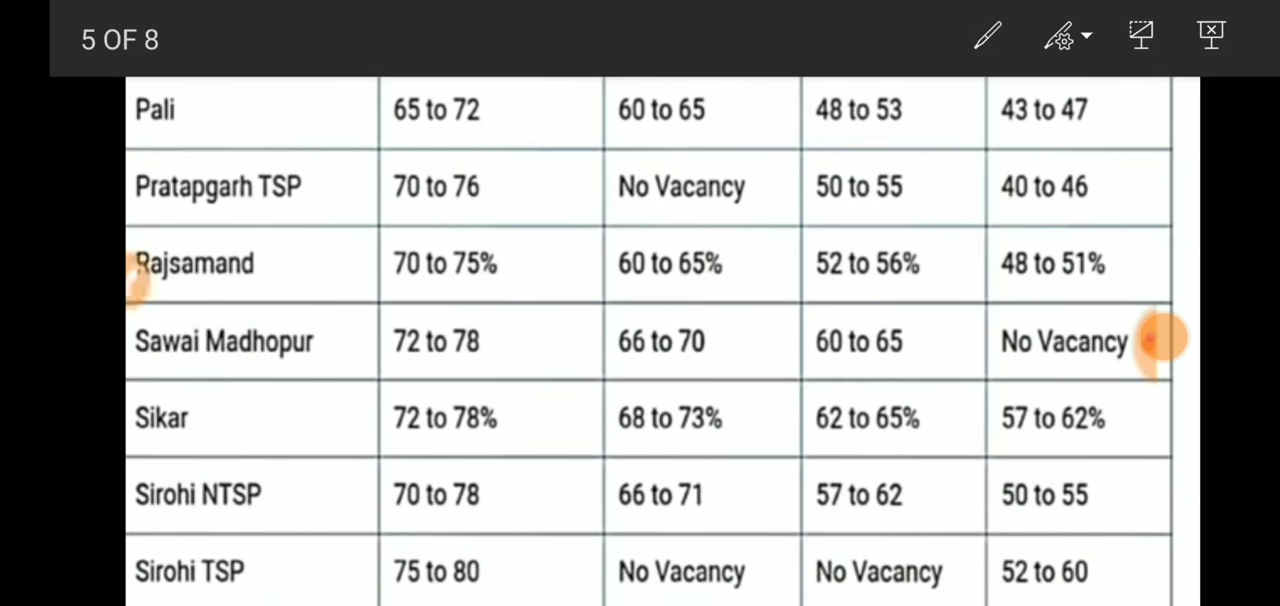 5 OF 8
Pali 65 to 72 60 to 65 48 to 53 43 to 47
Pratapgarh TSP 70 to 76 No Vacancy 50 to 55 40 to 46
Rajsamand 70 to 75% 60 to 65% 52 to 56% 48 to 51%
Sawai Madhopur 72 to 78 66 to 70 60 to 65 No Vacancy
Sikar 72 to 78% 68 to 73% 62 to 65% 57 to 62%
Sirohi NTSP 70 to 78 66 to 71 57 to 62 50 to 55
Sirohi TSP 75 to 80 No Vacancy No Vacancy 52 to 60